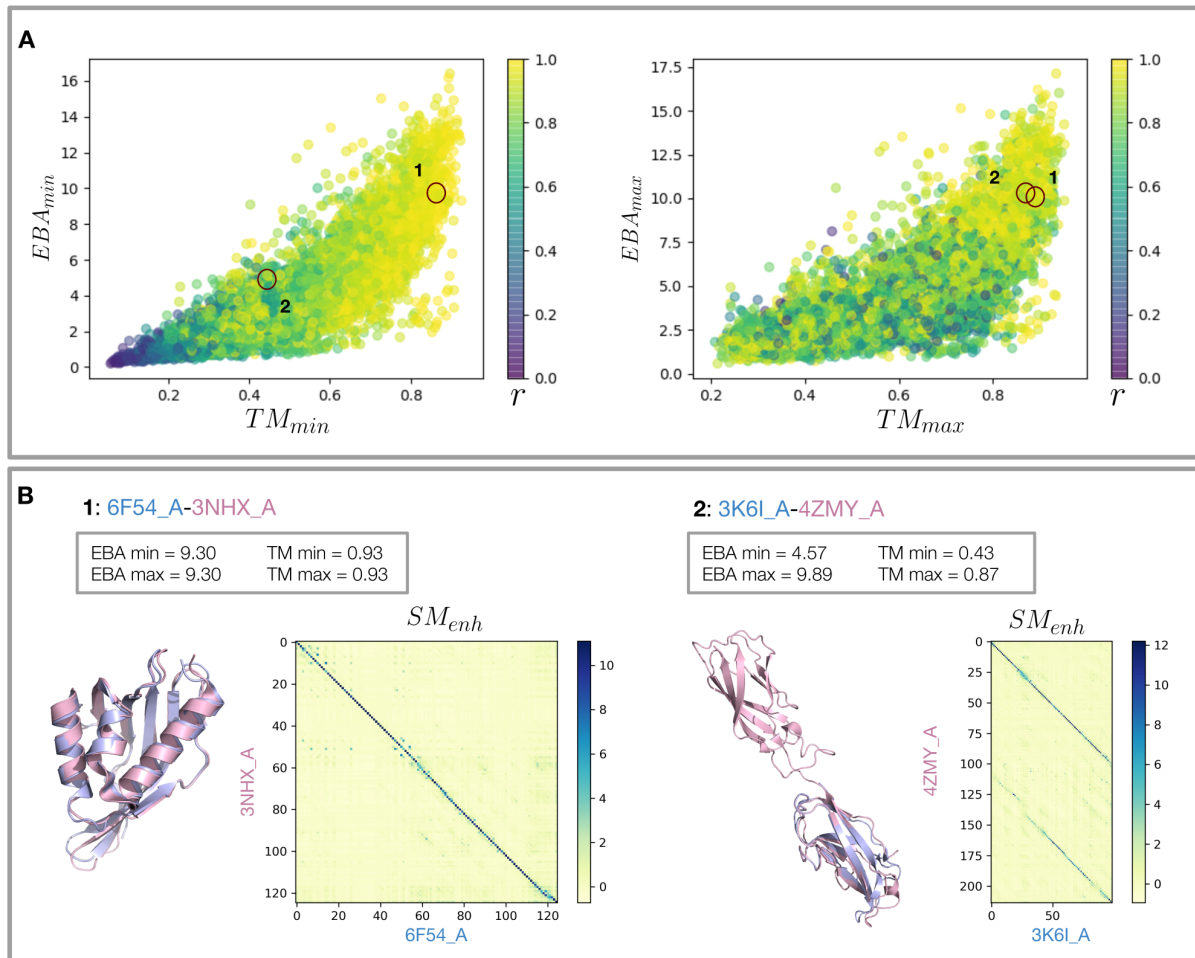 A
16
14
12
10
8
6
4
2
0
EBA_min
0.2 0.4 0.6 0.8
TM_min
1
2
1.0
0.8
0.6
0.4
0.2
0.0
r
17.5
15.0
12.5
10.0
7.5
5.0
2.5
0.0
EBA_max
0.2 0.4 0.6 0.8
TM_max
2 1
1.0
0.8
0.6
0.4
0.2
0.0
r
B
1: 6F54_A-3NHX_A
EBA min = 9.30 TM min = 0.93
EBA max = 9.30 TM max = 0.93
SM_enh
0
20
40
60
80
100
120
3NHX_A
0 20 40 60 80 100 120
6F54_A
10
8
6
4
2
0
2: 3K6I_A-4ZMY_A
EBA min = 4.57 TM min = 0.43
EBA max = 9.89 TM max = 0.87
SM_enh
0
25
50
75
100
125
150
175
200
4ZMY_A
0 50
3K6I_A
12
10
8
6
4
2
0